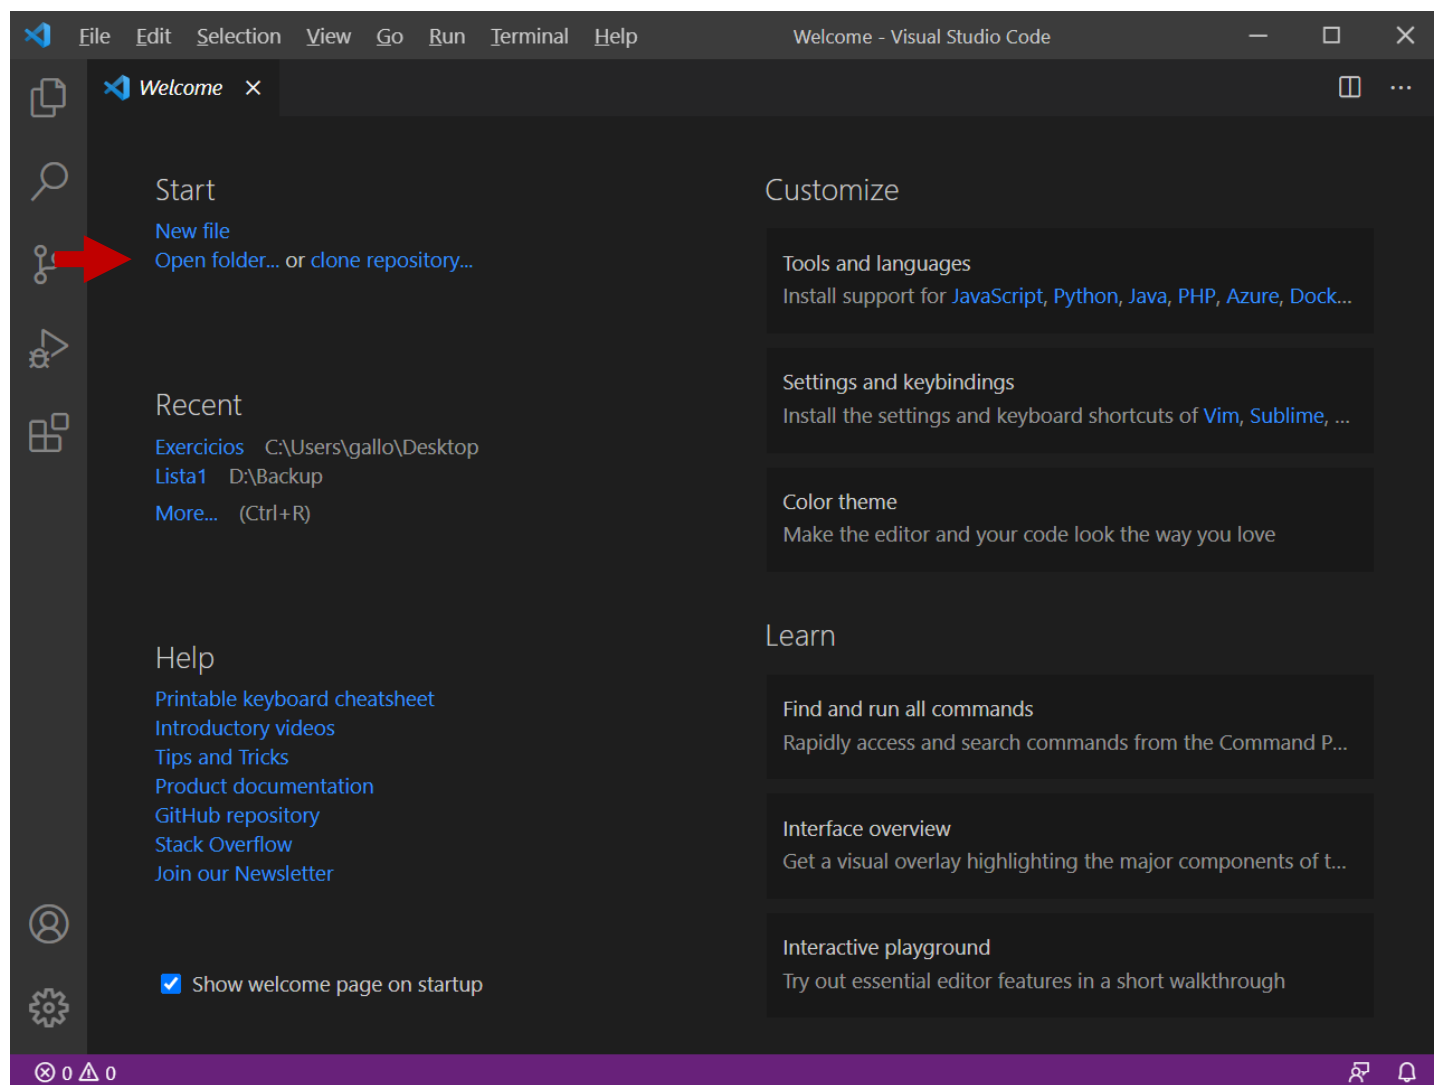 File Edit Selection View Go Run Terminal Help Welcome - Visual Studio Code
Welcome
Start
New file
Open folder... or clone repository...
Recent
Exercicios C:\Users\gallo\Desktop
Lista1 D:\Backup
More... (Ctrl+R)
Help
Printable keyboard cheatsheet
Introductory videos
Tips and Tricks
Product documentation
GitHub repository
Stack Overflow
Join our Newsletter
Show welcome page on startup
Customize
Tools and languages
Install support for JavaScript, Python, Java, PHP, Azure, Dock...
Settings and keybindings
Install the settings and keyboard shortcuts of Vim, Sublime, ...
Color theme
Make the editor and your code look the way you love
Learn
Find and run all commands
Rapidly access and search commands from the Command P...
Interface overview
Get a visual overlay highlighting the major components of t...
Interactive playground
Try out essential editor features in a short walkthrough
0 0